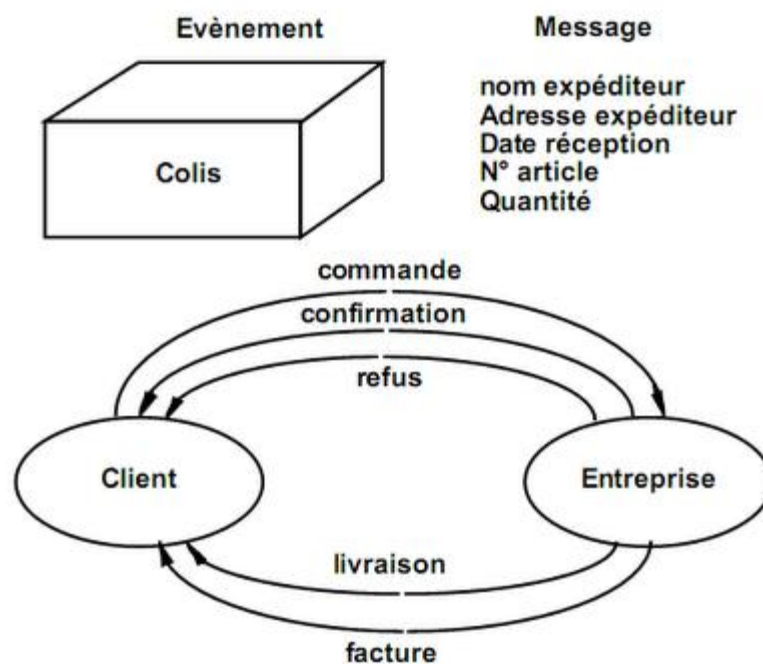 Evènement
Message
nom expéditeur
Adresse expéditeur
Date réception
N° article
Quantité
Colis
commande
confirmation
refus
Client
Entreprise
livraison
facture